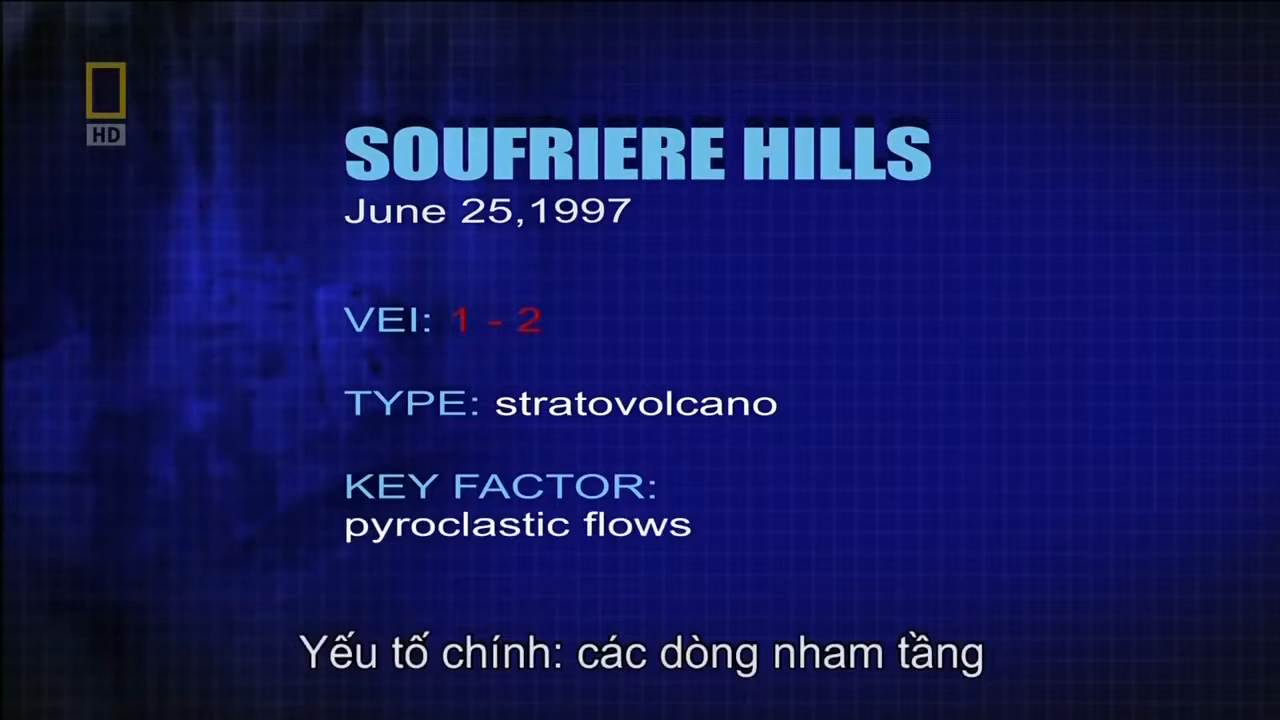 HD
SOUFRIERE HILLS
June 25,1997
VEI: 1 - 2
TYPE: stratovolcano
KEY FACTOR:
pyroclastic flows
Yếu tố chính: các dòng nham tầng